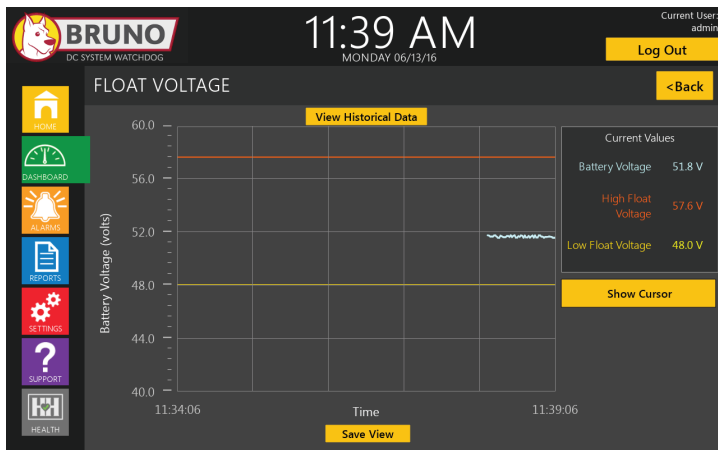 BRUNO
DC SYSTEM WATCHDOG
11:39 AM
MONDAY 06/13/16
Current User:
admin
Log Out
FLOAT VOLTAGE
<Back
HOME
DASHBOARD
ALARMS
REPORTS
SETTINGS
?
SUPPORT
HEALTH
View Historical Data
60.0
56.0
52.0
48.0
44.0
40.0
Battery Voltage (volts)
11:34:06
Time
11:39:06
Save View
Current Values
Battery Voltage 51.8 V
High Float
Voltage 57.6 V
Low Float Voltage 48.0 V
Show Cursor